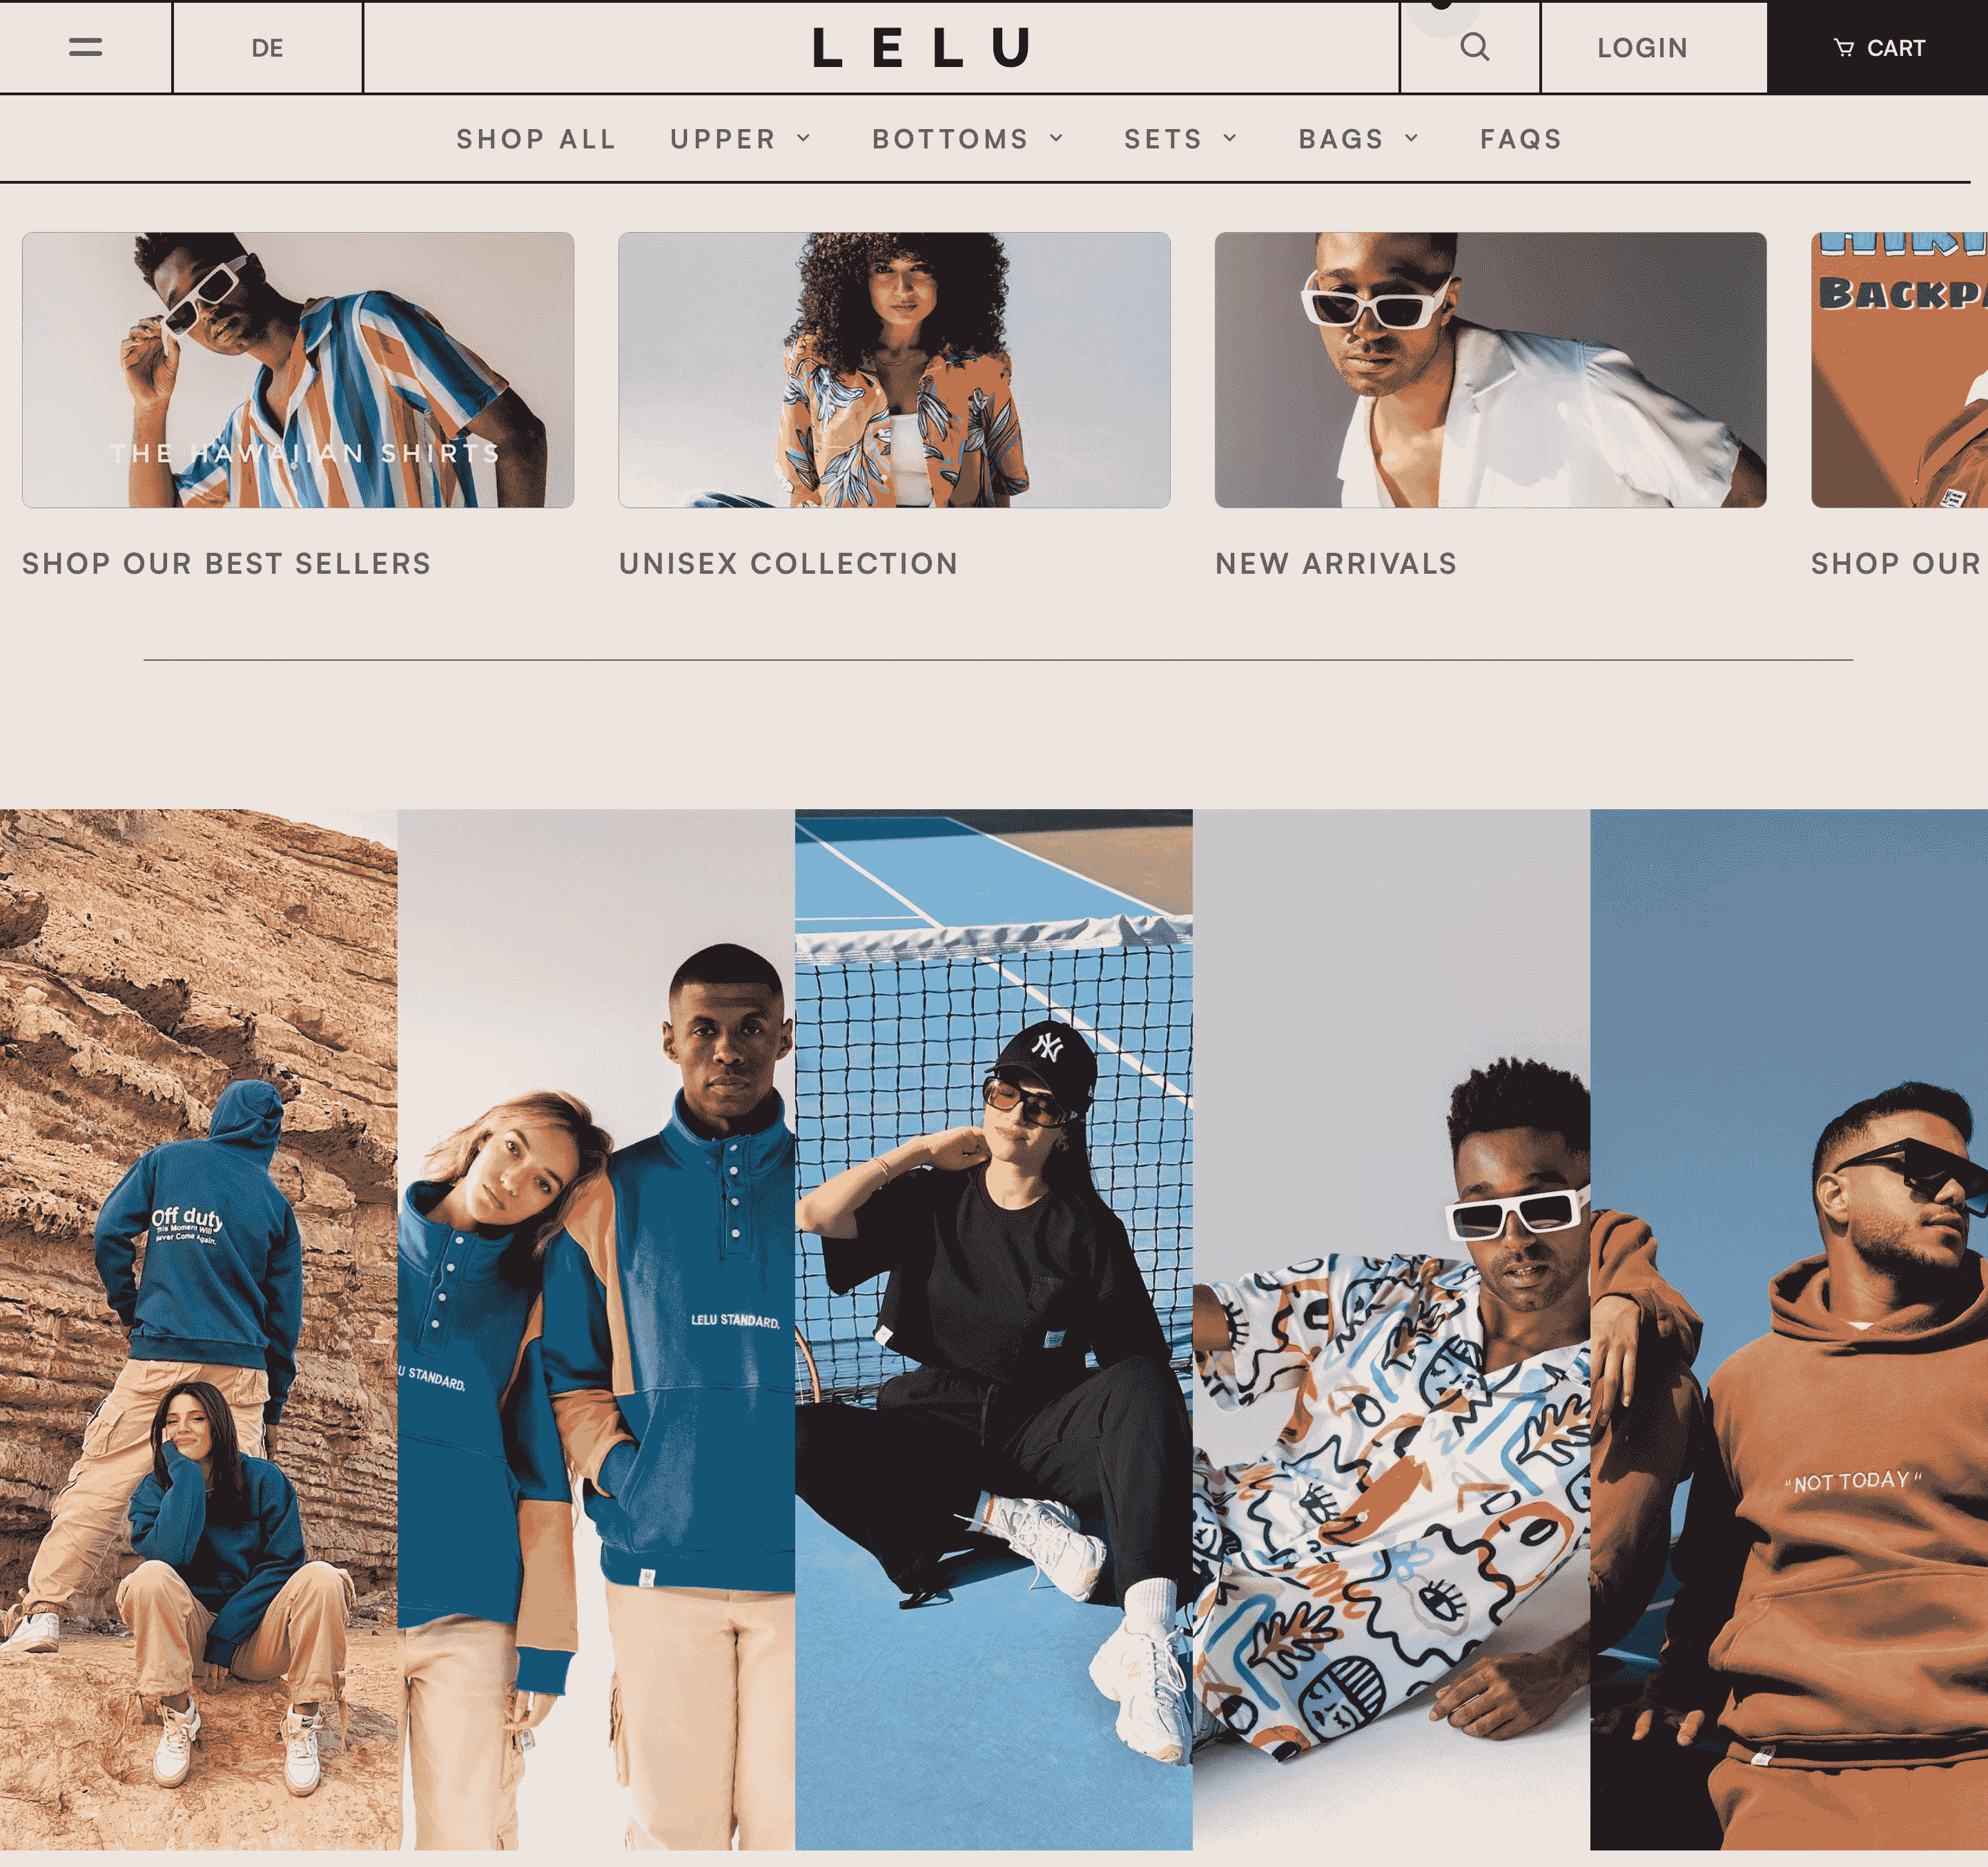 DE
LELU
LOGIN
CART
SHOP ALL
UPPER
BOTTOMS
SETS
BAGS
FAQS
THE HAWAIIAN SHIRTS
BACKP
SHOP OUR BEST SELLERS
UNISEX COLLECTION
NEW ARRIVALS
SHOP OUR
Off duty
This Moment Will
Never Come Again.
U STANDARD,
LELU STANDARD,
NY
"NOT TODAY"